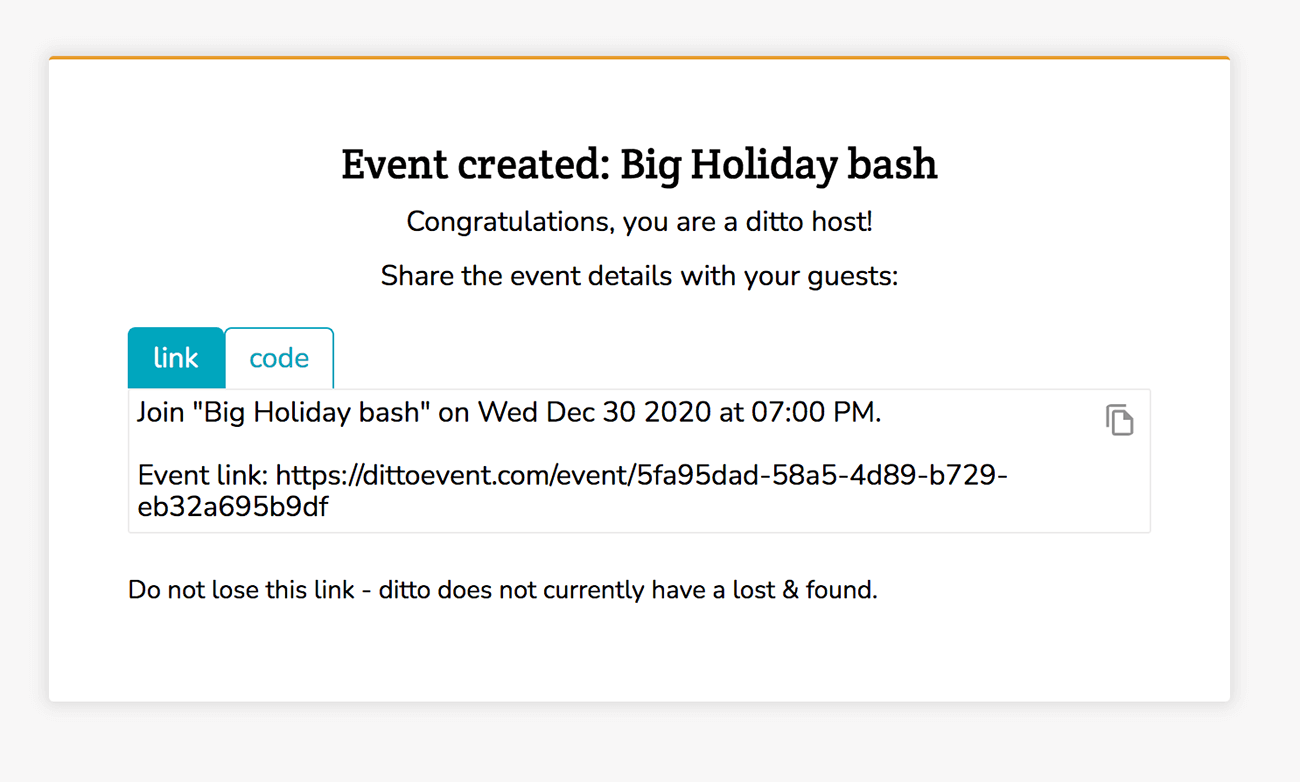 Event created: Big Holiday bash
Congratulations, you are a ditto host!
Share the event details with your guests:
link code
Join "Big Holiday bash" on Wed Dec 30 2020 at 07:00 PM.
Event link: https://dittoevent.com/event/5fa95dad-58a5-4d89-b729-
eb32a695b9df
Do not lose this link - ditto does not currently have a lost & found.